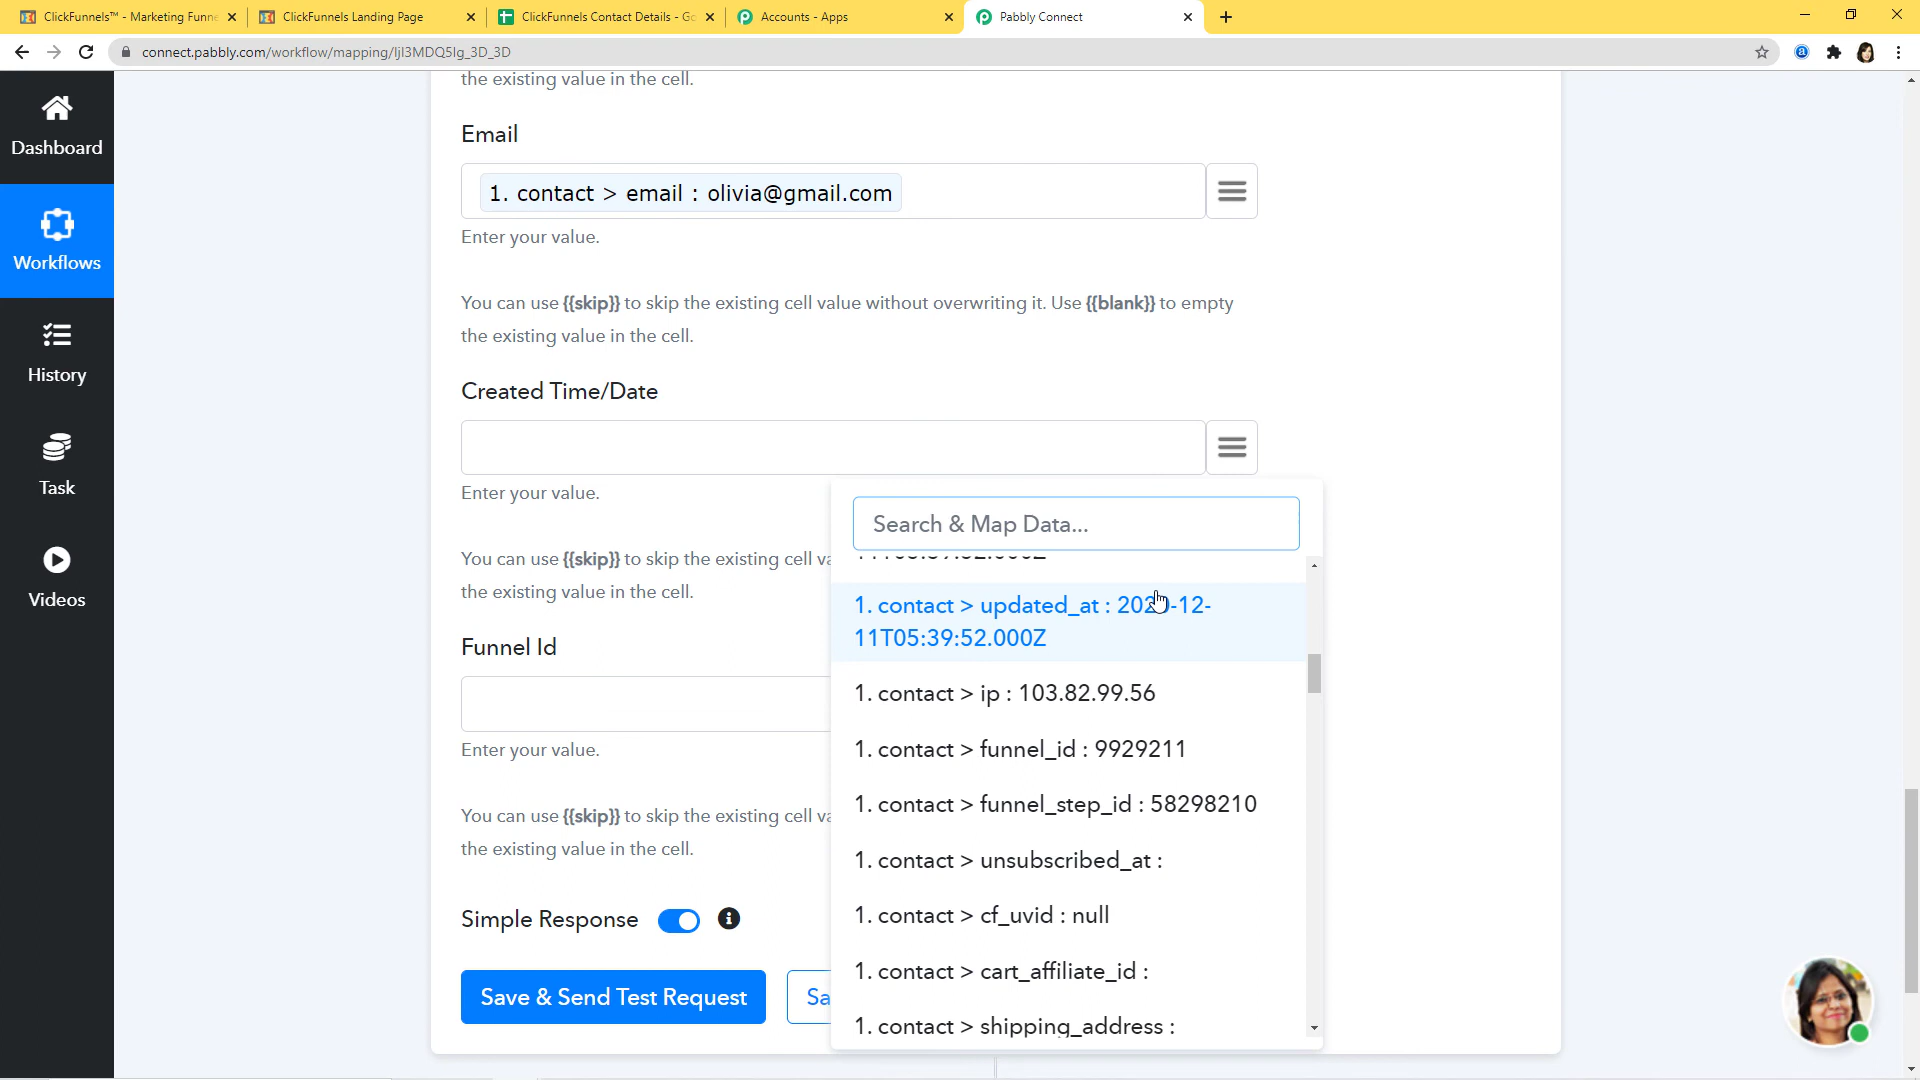 ClickFunnels™ - Marketing Funne
ClickFunnels Landing Page
ClickFunnels Contact Details - Go
Accounts - Apps
Pabbly Connect
connect.pabbly.com/workflow/mapping/IjI3MDQ5Ig_3D_3D
Dashboard
Workflows
History
Task
Videos
the existing value in the cell.
Email
1. contact > email : olivia@gmail.com
Enter your value.
You can use {{skip}} to skip the existing cell value without overwriting it. Use {{blank}} to empty
the existing value in the cell.
Created Time/Date
Enter your value.
You can use {{skip}} to skip the existing cell va
the existing value in the cell.
Funnel Id
Enter your value.
You can use {{skip}} to skip the existing cell va
the existing value in the cell.
Simple Response
Save & Send Test Request
Sa
Search & Map Data...
11T05:39:52.000Z
1. contact > updated_at : 2020-12-
11T05:39:52.000Z
1. contact > ip : 103.82.99.56
1. contact > funnel_id : 9929211
1. contact > funnel_step_id : 58298210
1. contact > unsubscribed_at :
1. contact > cf_uvid : null
1. contact > cart_affiliate_id :
1. contact > shipping_address :